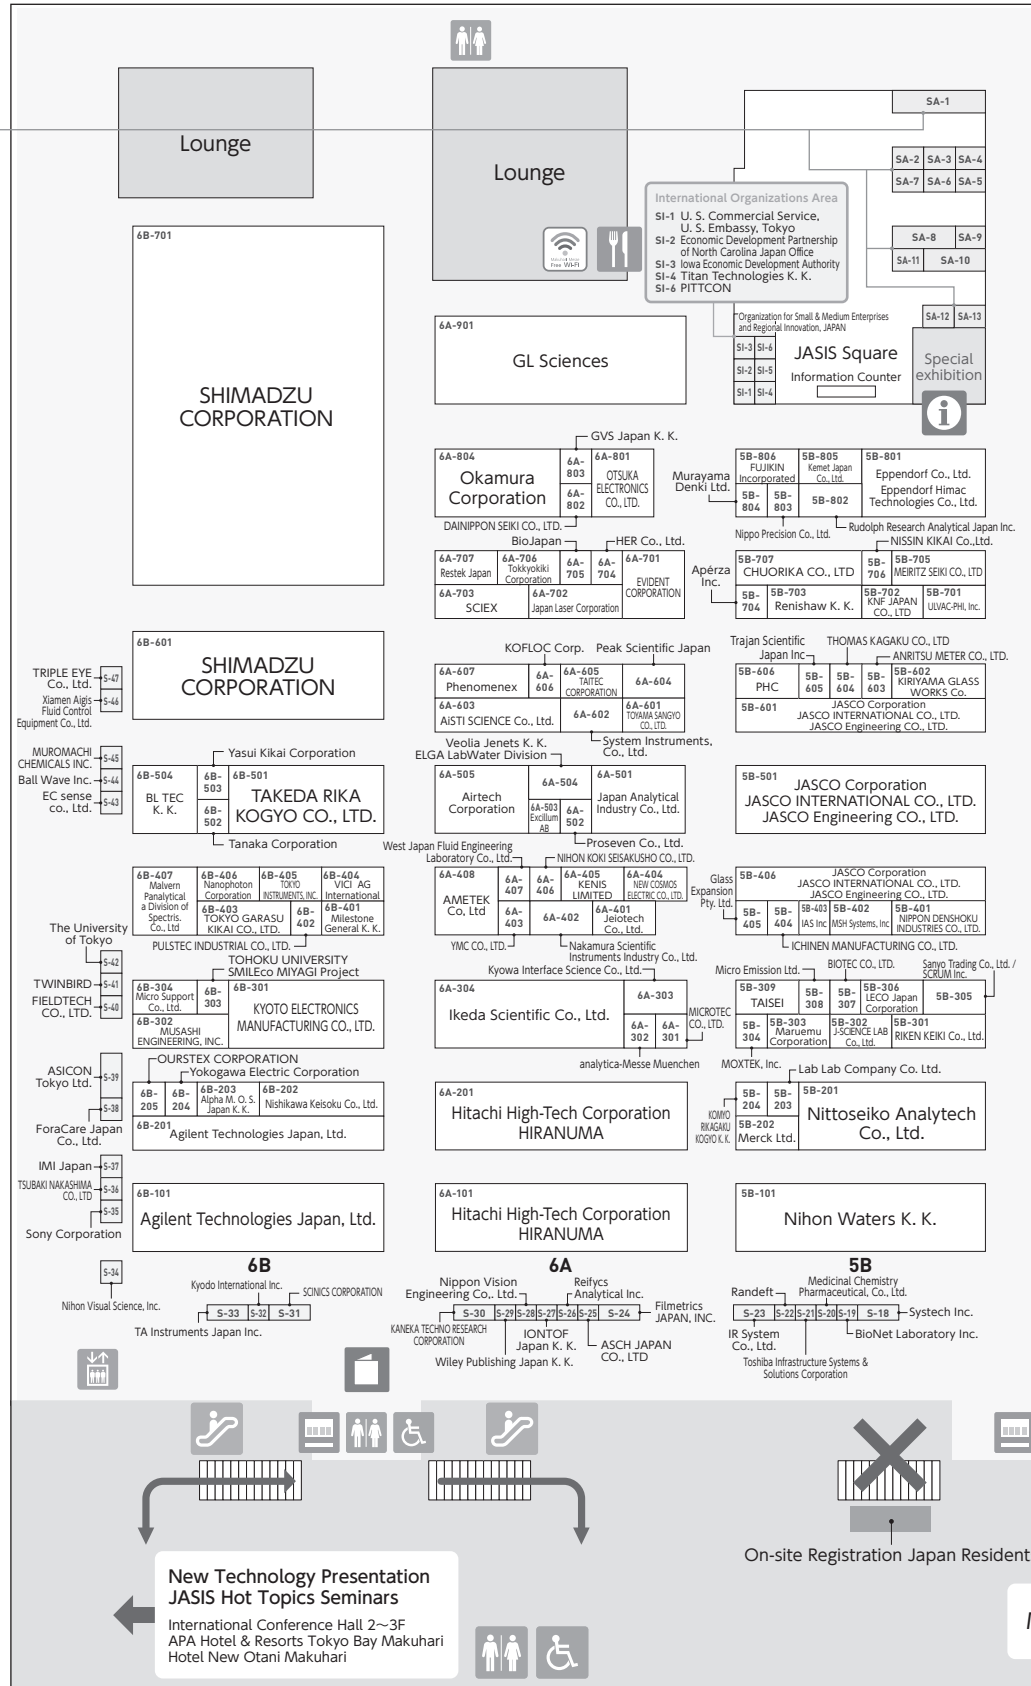 Lounge
Lounge
Free Wi-Fi
SA-1
SA-2 SA-3 SA-4
SA-7 SA-6 SA-5
SA-8 SA-9
SA-11 SA-10
SA-12 SA-13
International Organizations Area
SI-1 U. S. Commercial Service,
U. S. Embassy, Tokyo
SI-2 Economic Development Partnership
of North Carolina Japan Office
SI-3 Iowa Economic Development Authority
SI-4 Titan Technologies K. K.
SI-6 PITTCON
Organization for Small & Medium Enterprises
and Regional Innovation, JAPAN
SI-3 SI-6
SI-2 SI-5
SI-1 SI-4
JASIS Square
Information Counter
Special
exhibition
6B-701
SHIMADZU
CORPORATION
6B-601
SHIMADZU
CORPORATION
TRIPLE EYE
Co., Ltd.
S-47
Xiamen Aigis
Fluid Control
Equipment Co., Ltd.
S-46
MUROMACHI
CHEMICALS INC.
S-45
Ball Wave Inc.
S-44
EC sense
co., Ltd.
S-43
Yasui Kikai Corporation
6B-504
BL TEC
K. K.
6B-
503
6B-
502
6B-501
TAKEDA RIKA
KOGYO CO., LTD.
Tanaka Corporation
6B-407
Malvern
Panalytical
a Division of
Spectris.
Co., Ltd
6B-406
Nanophoton
Corporation
6B-405
TOKYO
INSTRUMENTS, INC.
6B-404
VICI AG
International
6B-403
TOKYO GARASU
KIKAI CO., LTD.
6B-
402
6B-401
Milestone
General K. K.
PULSTEC INDUSTRIAL CO., LTD.
The University
of Tokyo
S-42
TWINBIRD
S-41
FIELDTECH
CO., LTD.
S-40
TOHOKU UNIVERSITY
SMILEco MIYAGI Project
6B-304
Micro Support
Co., Ltd.
6B-
303
6B-301
KYOTO ELECTRONICS
MANUFACTURING CO., LTD.
6B-302
MUSASHI
ENGINEERING, INC.
ASICON
Tokyo Ltd.
S-39
S-38
ForaCare Japan
Co., Ltd.
OURSTEX CORPORATION
Yokogawa Electric Corporation
6B-
205
6B-
204
6B-203
Alpha M. O. S.
Japan K. K.
6B-202
Nishikawa Keisoku Co., Ltd.
6B-201
Agilent Technologies Japan, Ltd.
IMI Japan
S-37
TSUBAKI NAKASHIMA
CO., LTD
S-36
S-35
Sony Corporation
6B-101
Agilent Technologies Japan, Ltd.
6B
S-34
Nihon Visual Science, Inc.
Kyodo International Inc.
SCINICS CORPORATION
S-33 S-32 S-31
TA Instruments Japan Inc.
6A-901
GL Sciences
GVS Japan K. K.
6A-804
Okamura
Corporation
6A-
803
6A-
802
6A-801
OTSUKA
ELECTRONICS
CO., LTD.
DAINIPPON SEIKI CO., LTD.
BioJapan
HER Co., Ltd.
6A-707
Restek Japan
6A-706
Tokkyokiki
Corporation
6A-
705
6A-
704
6A-701
EVIDENT
CORPORATION
6A-703
SCIEX
6A-702
Japan Laser Corporation
KOFLOC Corp.
Peak Scientific Japan
6A-607
Phenomenex
6A-
606
6A-605
TAITEC
CORPORATION
6A-604
6A-603
AiSTI SCIENCE Co., Ltd.
6A-602
6A-601
TOYAMA SANGYO
CO., LTD.
System Instruments,
Co., Ltd.
Veolia Jenets K. K.
ELGA LabWater Division
6A-505
Airtech
Corporation
6A-504
6A-503
Excillum
AB
6A-
502
6A-501
Japan Analytical
Industry Co., Ltd.
Proseven Co., Ltd.
West Japan Fluid Engineering
Laboratory Co., Ltd.
NIHON KOKI SEISAKUSHO CO., LTD.
6A-408
AMETEK
Co, Ltd
6A-
407
6A-
406
6A-405
KENIS
LIMITED
6A-404
NEW COSMOS
ELECTRIC CO., LTD.
6A-
403
6A-402
6A-401
Jeiotech
Co., Ltd.
YMC CO., LTD.
Nakamura Scientific
Instruments Industry Co., Ltd.
Kyowa Interface Science Co., Ltd.
6A-304
Ikeda Scientific Co., Ltd.
6A-303
6A-
302
6A-
301
MICROTEC
CO., LTD.
analytica-Messe Muenchen
6A-201
Hitachi High-Tech Corporation
HIRANUMA
6A-101
Hitachi High-Tech Corporation
HIRANUMA
6A
Nippon Vision
Engineering Co,. Ltd.
Reifycs
Analytical Inc.
S-30 S-29 S-28 S-27 S-26 S-25 S-24
Filmetrics
JAPAN, INC.
KANEKA TECHNO RESEARCH
CORPORATION
IONTOF
Japan K. K.
ASCH JAPAN
CO., LTD
Wiley Publishing Japan K. K.
Murayama
Denki Ltd.
5B-806
FUJIKIN
Incorporated
5B-805
Kemet Japan
Co., Ltd.
5B-801
Eppendorf Co., Ltd.
Eppendorf Himac
Technologies Co., Ltd.
5B-
804
5B-
803
5B-802
Nippo Precision Co., Ltd.
Rudolph Research Analytical Japan Inc.
NISSIN KIKAI Co.,Ltd.
Apérza
Inc.
5B-707
CHUORIKA CO., LTD
5B-
706
5B-705
MEIRITZ SEIKI CO., LTD
5B-
704
5B-703
Renishaw K. K.
5B-702
KNF JAPAN
CO., LTD
5B-701
ULVAC-PHI, Inc.
Trajan Scientific
Japan Inc
THOMAS KAGAKU CO., LTD
ANRITSU METER CO., LTD.
5B-606
PHC
5B-
605
5B-
604
5B-
603
5B-602
KIRIYAMA GLASS
WORKS Co.
5B-601
JASCO Corporation
JASCO INTERNATIONAL CO., LTD.
JASCO Engineering CO., LTD.
5B-501
JASCO Corporation
JASCO INTERNATIONAL CO., LTD.
JASCO Engineering CO., LTD.
Glass
Expansion
Pty. Ltd.
5B-406
JASCO Corporation
JASCO INTERNATIONAL CO., LTD.
JASCO Engineering CO., LTD.
5B-
405
5B-
404
5B-403
IAS Inc
5B-402
MSH Systems, Inc
5B-401
NIPPON DENSHOKU
INDUSTRIES CO., LTD.
ICHINEN MANUFACTURING CO., LTD.
Micro Emission Ltd.
BIOTEC CO., LTD.
Sanyo Trading Co., Ltd. /
SCRUM Inc.
5B-309
TAISEI
5B-
308
5B-
307
5B-306
LECO Japan
Corporation
5B-305
5B-
304
5B-303
Maruemu
Corporation
5B-302
J-SCIENCE LAB
Co., Ltd.
5B-301
RIKEN KEIKI Co., Ltd.
MOXTEK, Inc.
Lab Lab Company Co. Ltd.
5B-
204
5B-
203
5B-201
Nittoseiko Analytech
Co., Ltd.
KOMYO
RIKAGAKU
KOGYO K. K.
5B-202
Merck Ltd.
5B-101
Nihon Waters K. K.
5B
Randeft
Medicinal Chemistry
Pharmaceutical, Co., Ltd.
S-23 S-22 S-21 S-20 S-19 S-18
Systech Inc.
IR System
Co., Ltd.
BioNet Laboratory Inc.
Toshiba Infrastructure Systems &
Solutions Corporation
On-site Registration Japan Resident
New Technology Presentation
JASIS Hot Topics Seminars
International Conference Hall 2～3F
APA Hotel & Resorts Tokyo Bay Makuhari
Hotel New Otani Makuhari